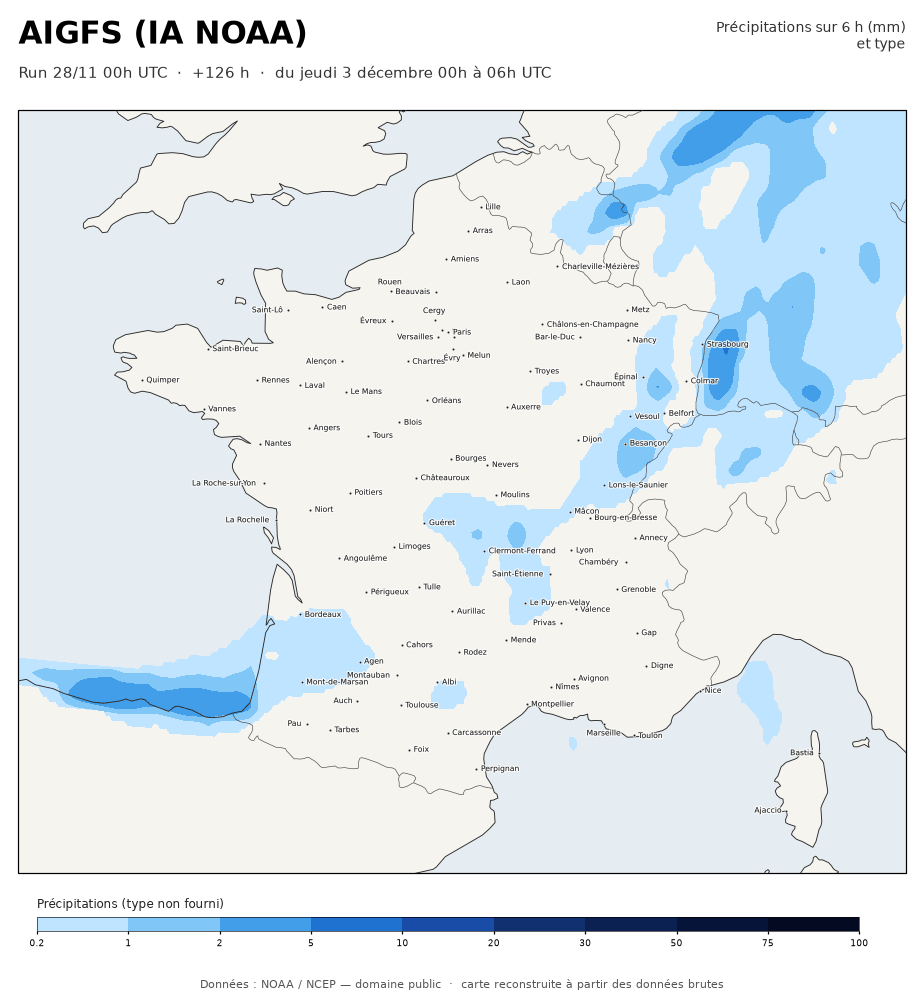 AIGFS (IA NOAA)
Précipitations sur 6 h (mm)
et type
Run 28/11 00h UTC · +126 h · du jeudi 3 décembre 00h à 06h UTC
Lille
Arras
Amiens
Charleville-Mézières
Rouen
Laon
Beauvais
Saint-Lô
Caen
Cergy
Metz
Évreux
Châlons-en-Champagne
Paris
Versailles
Bar-le-Duc
Nancy
Strasbourg
Saint-Brieuc
Alençon
Chartres
Évry
Melun
Troyes
Épinal
Quimper
Rennes
Laval
Chaumont
Colmar
Le Mans
Orléans
Vannes
Auxerre
Belfort
Vesoul
Angers
Blois
Tours
Nantes
Dijon
Besançon
Bourges
Nevers
La Roche-sur-Yon
Châteauroux
Lons-le-Saunier
Poitiers
Moulins
Niort
Mâcon
Bourg-en-Bresse
La Rochelle
Guéret
Annecy
Limoges
Clermont-Ferrand
Lyon
Angoulême
Chambéry
Saint-Étienne
Périgueux
Tulle
Grenoble
Le Puy-en-Velay
Valence
Bordeaux
Aurillac
Privas
Gap
Cahors
Mende
Rodez
Agen
Digne
Montauban
Mont-de-Marsan
Albi
Avignon
Nîmes
Nice
Auch
Toulouse
Montpellier
Pau
Tarbes
Carcassonne
Marseille
Toulon
Foix
Bastia
Perpignan
Ajaccio
Précipitations (type non fourni)
0.2 1 2 5 10 20 30 50 75 100
Données : NOAA / NCEP — domaine public · carte reconstruite à partir des données brutes